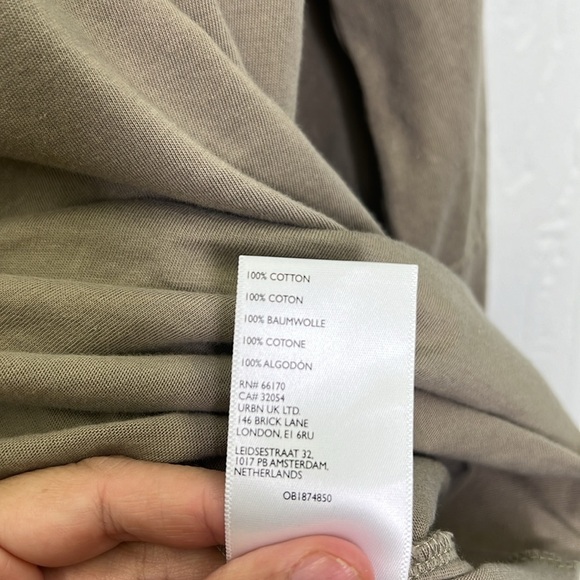 100% COTTON
100% COTON
100% BAUMWOLLE
100% COTONE
100% ALGODÓN
RN# 66170
CA# 32054
URBN UK LTD.
146 BRICK LANE
LONDON, E1 6RU
LEIDSESTRAAT 32,
1017 PB AMSTERDAM,
NETHERLANDS
OB1874850